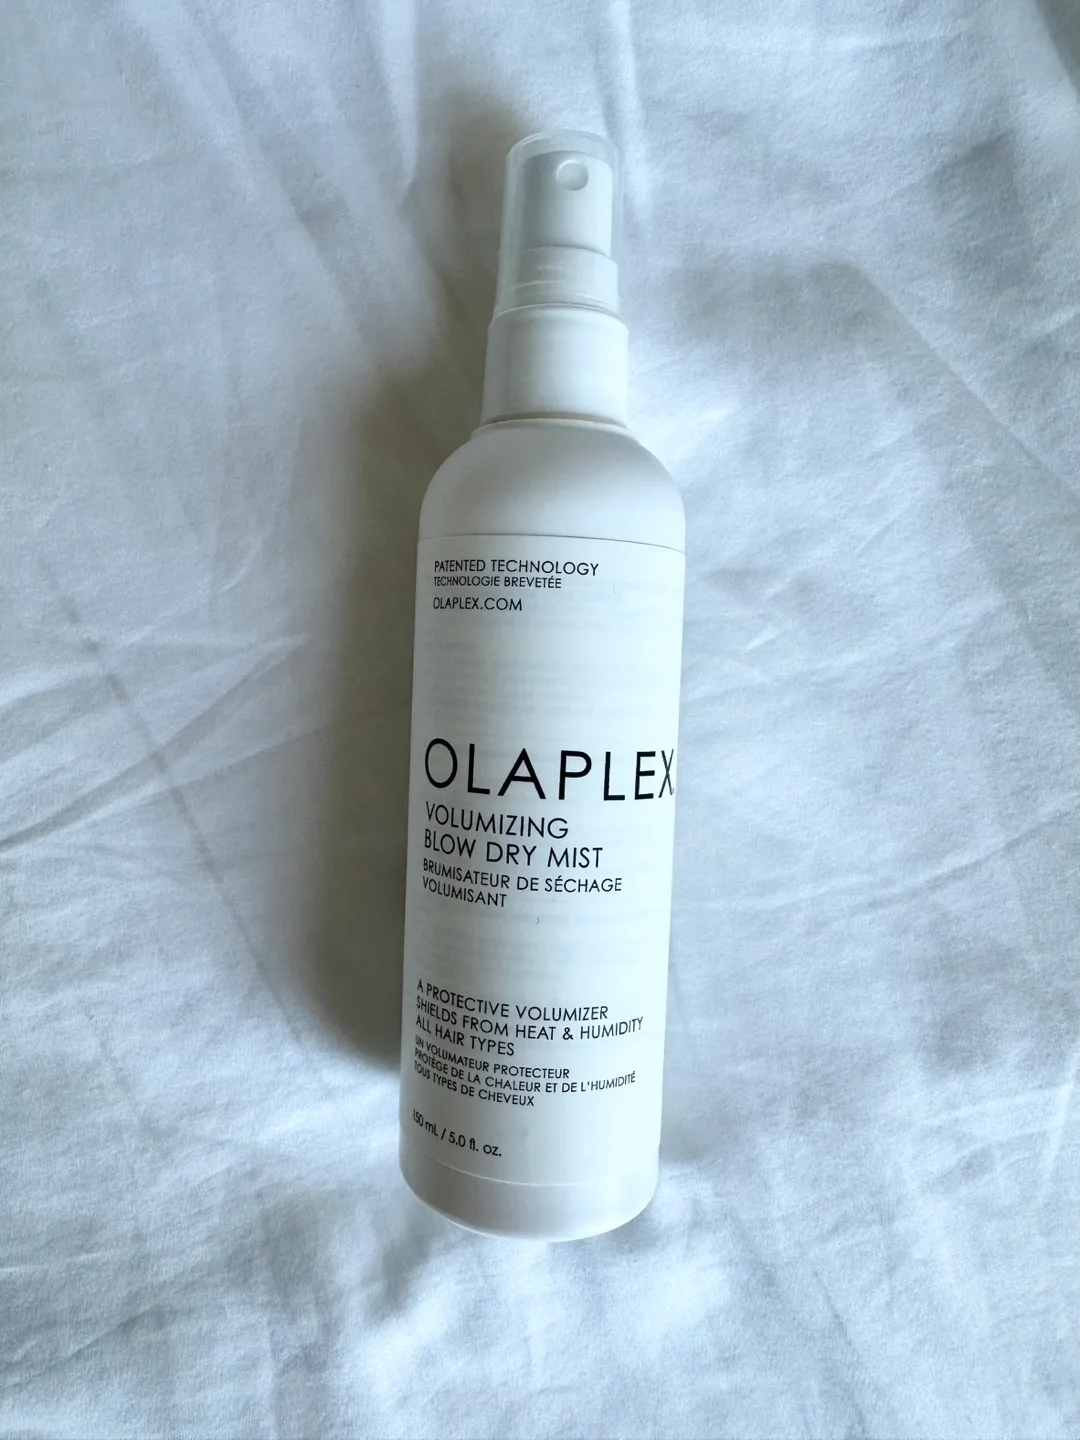 PATENTED TECHNOLOGY
TECHNOLOGIE BREVETÉE
OLAPLEX.COM
OLAPLEX
VOLUMIZING
BLOW DRY MIST
BRUMISATEUR DE SÉCHAGE
VOLUMISANT
A PROTECTIVE VOLUMIZER
SHIELDS FROM HEAT & HUMIDITY
ALL HAIR TYPES
UN VOLUMATEUR PROTECTEUR
PROTÈGE DE LA CHALEUR ET DE L'HUMIDITÉ
TOUS TYPES DE CHEVEUX
150 mL / 5.0 fl. oz.